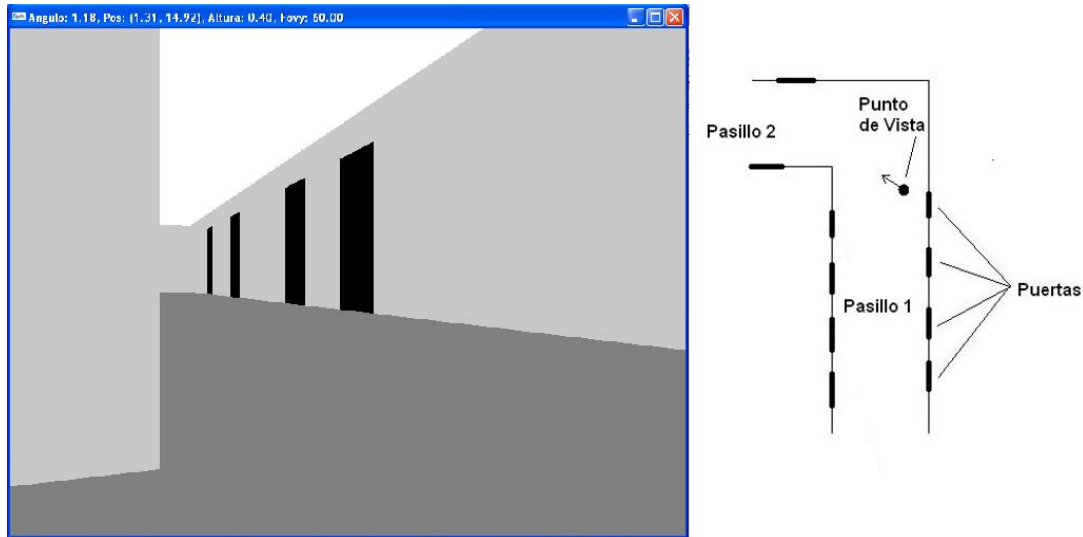 Angulo: 1.18, Pos: (1.31, 14.92), Altura: 0.40, Fovy: 60.00
Punto
de Vista
Pasillo 2
Pasillo 1
Puertas